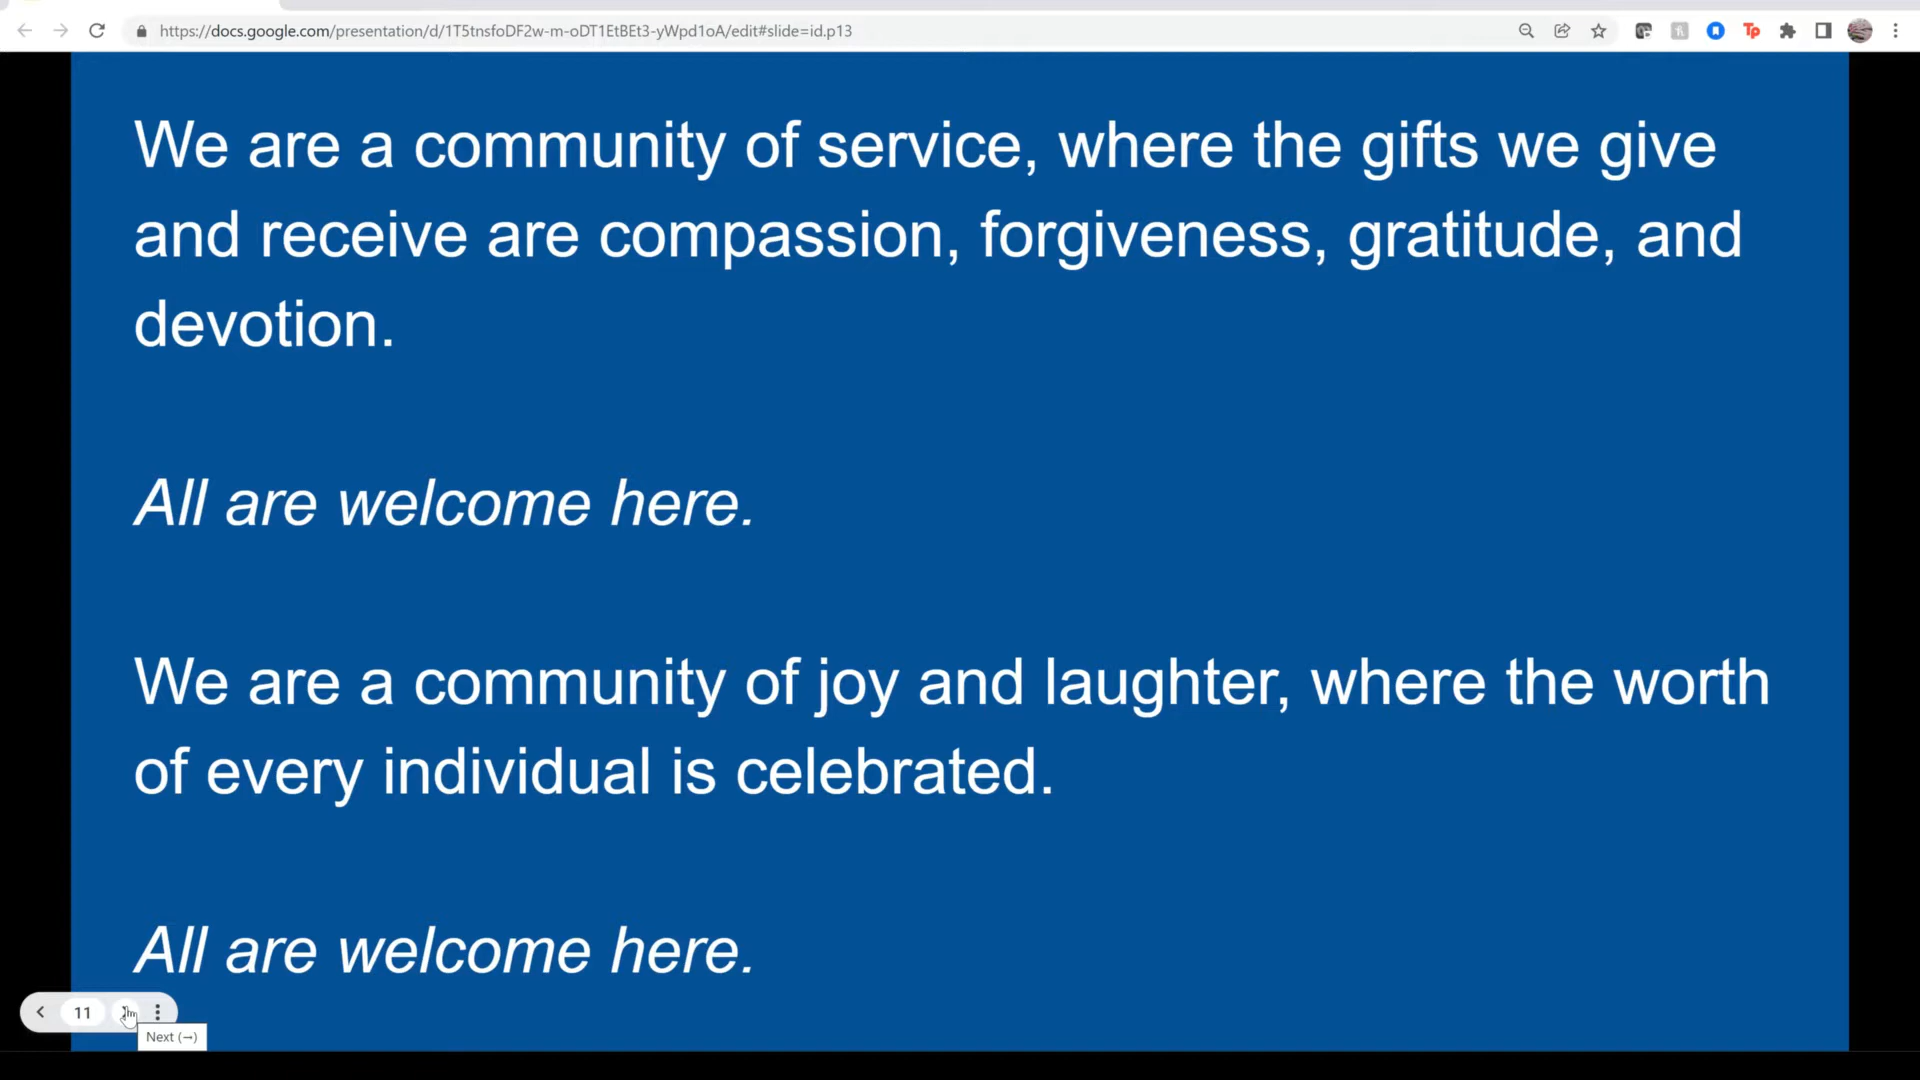 https://docs.google.com/presentation/d/1T5tnsfoDF2w-m-oDT1EtBEt3-yWpd1oA/edit#slide=id.p13
Tp
We are a community of service, where the gifts we give
and receive are compassion, forgiveness, gratitude, and
devotion.
All are welcome here.
We are a community of joy and laughter, where the worth
of every individual is celebrated.
All are welcome here.
11
Next (→)